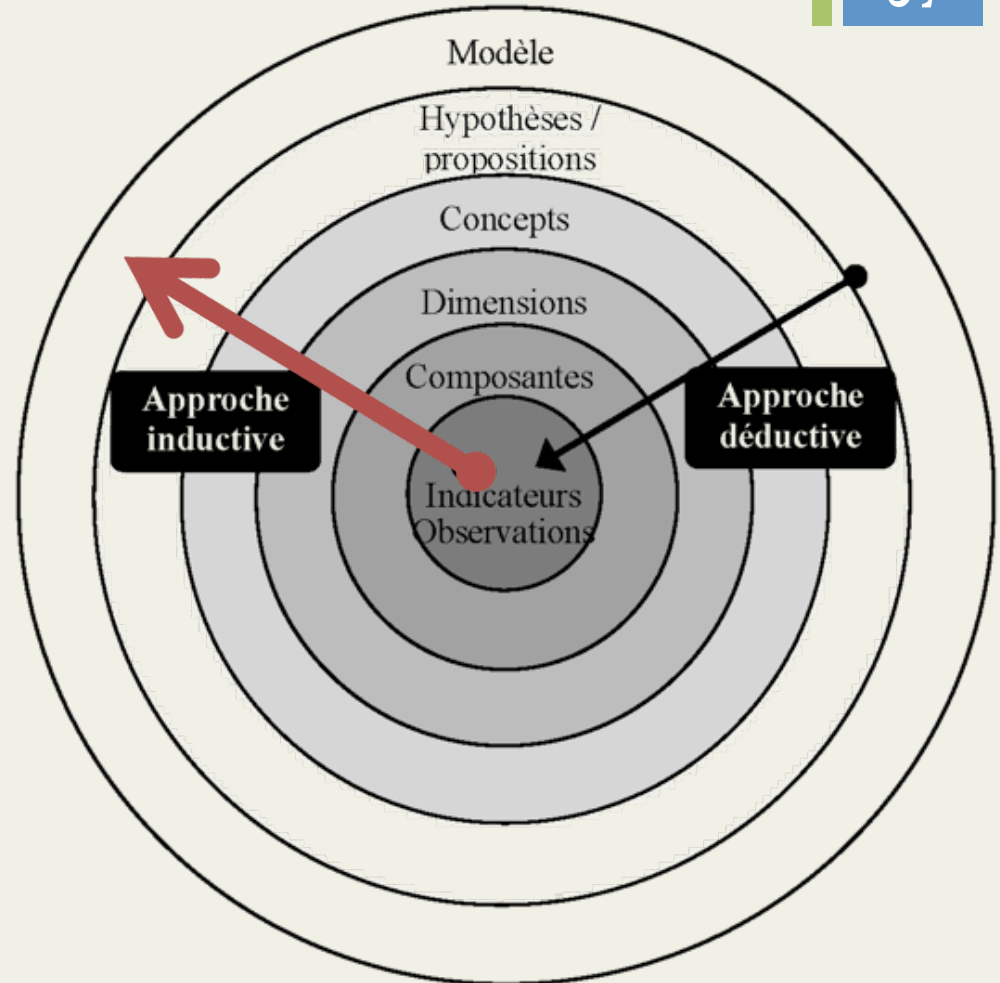 Modèle
Hypothèses /
propositions
Concepts
Dimensions
Composantes
Approche
inductive
Approche
déductive
Indicateurs
Observations